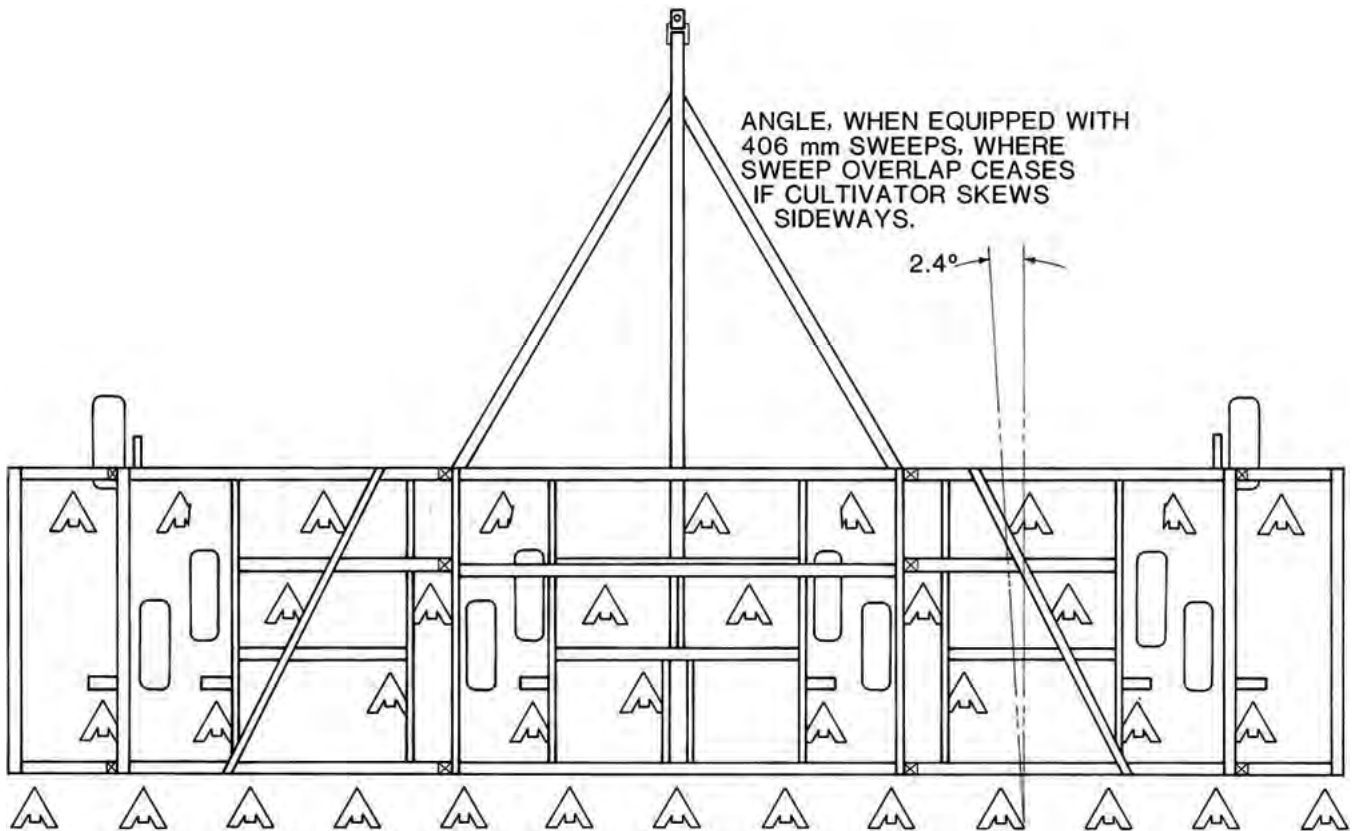 ANGLE, WHEN EQUIPPED WITH
406 mm SWEEPS, WHERE
SWEEP OVERLAP CEASES
IF CULTIVATOR SKEWS
SIDEWAYS.
2.4°